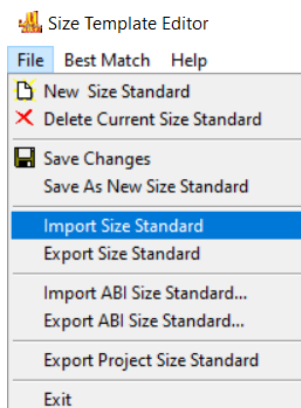 Size Template Editor
File Best Match Help
New Size Standard
Delete Current Size Standard
Save Changes
Save As New Size Standard
Import Size Standard
Export Size Standard
Import ABI Size Standard...
Export ABI Size Standard...
Export Project Size Standard
Exit